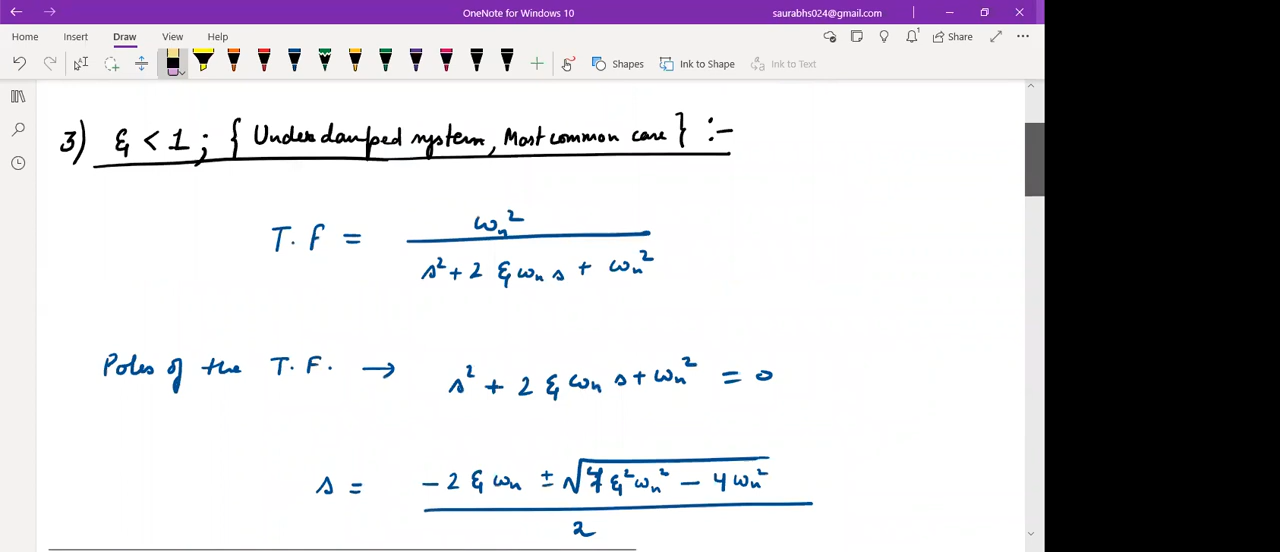 OneNote for Windows 10
saurabhs024@gmail.com
Home Insert Draw View Help
Share
Shapes
Ink to Shape
Ink to Text
3) ξ < 1 ; { Underdamped system, Most common case } :-
T.F = ωn² / (s² + 2 ξ ωn s + ωn²)
Poles of the T.F. → s² + 2 ξ ωn s + ωn² = 0
s = (-2 ξ ωn ± √(4 ξ² ωn² - 4 ωn²)) / 2